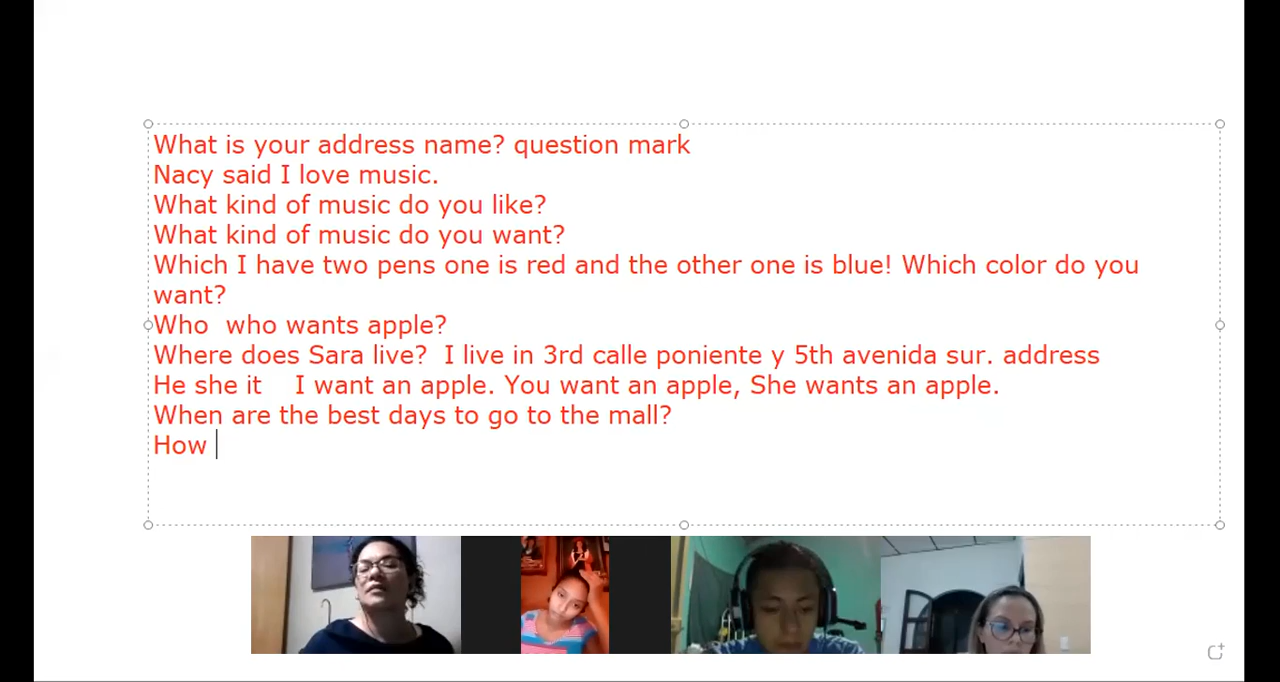 What is your address name? question mark
Nacy said I love music.
What kind of music do you like?
What kind of music do you want?
Which I have two pens one is red and the other one is blue! Which color do you
want?
Who  who wants apple?
Where does Sara live?  I live in 3rd calle poniente y 5th avenida sur. address
He she it    I want an apple. You want an apple, She wants an apple.
When are the best days to go to the mall?
How